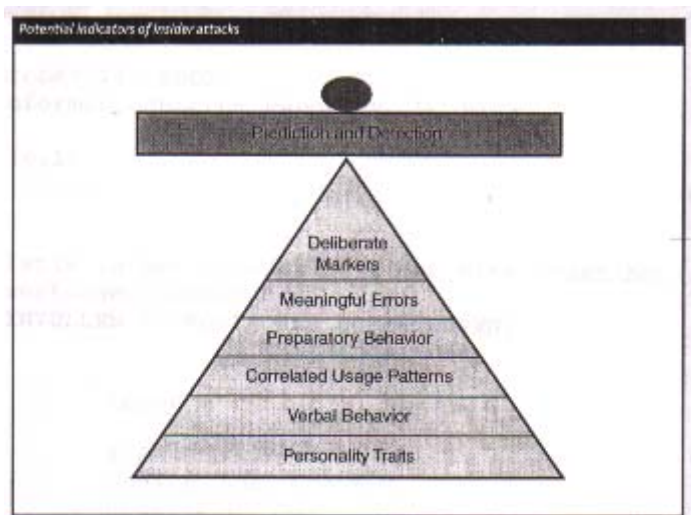 Potential indicators of insider attacks
Prediction and Detection
Deliberate
Markers
Meaningful Errors
Preparatory Behavior
Correlated Usage Patterns
Verbal Behavior
Personality Traits